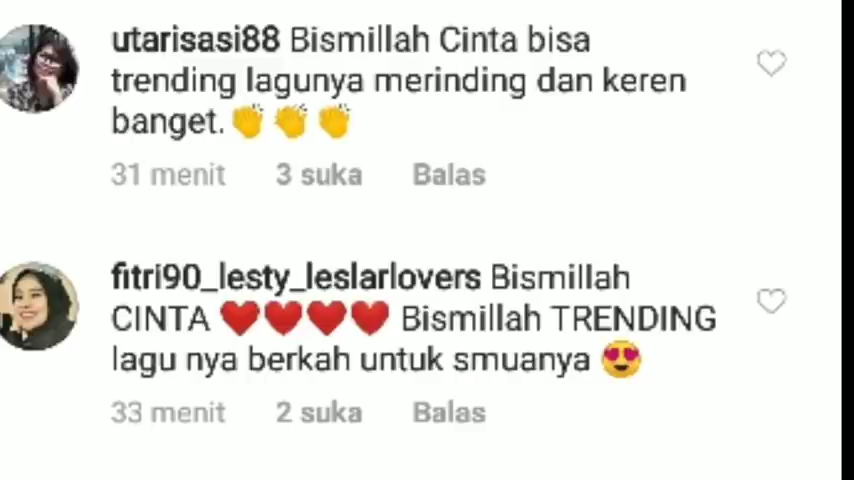 utarisasi88 Bismillah Cinta bisa
trending lagunya merinding dan keren
banget.👏👏👏
31 menit 3 suka Balas
fitri90_lesty_leslarlovers Bismillah
CINTA ❤️❤️❤️❤️ Bismillah TRENDING
lagu nya berkah untuk smuanya 😍
33 menit 2 suka Balas